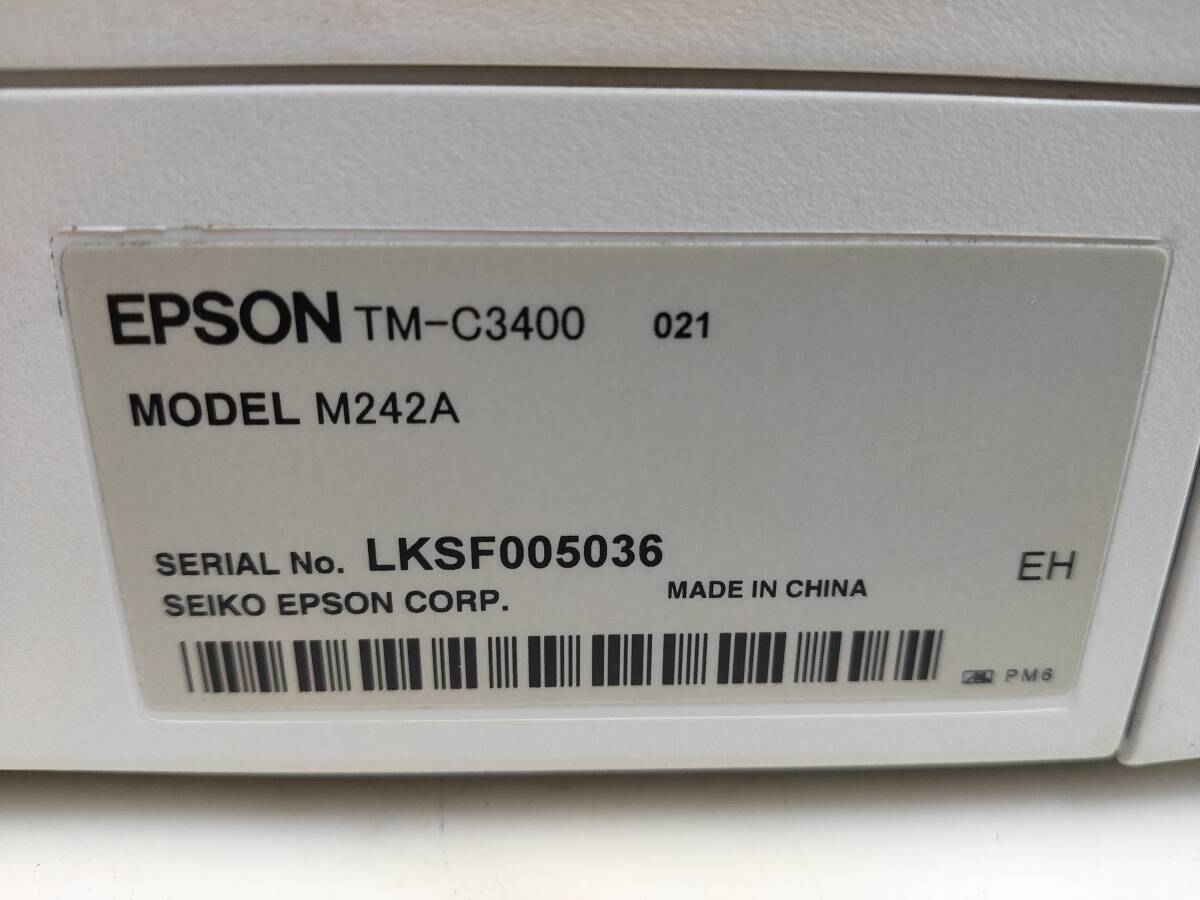 EPSON TM-C3400 021
MODEL M242A
SERIAL No. LKSF005036
SEIKO EPSON CORP. MADE IN CHINA
EH
PM6